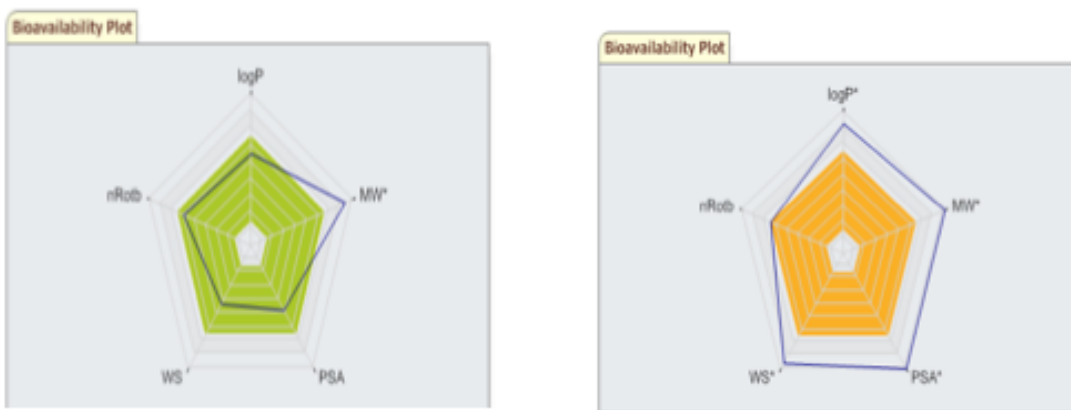 Bioavailability Plot
logP
nRotb
MW*
WS
PSA
Bioavailability Plot
logP*
nRotb
MW*
WS*
PSA*